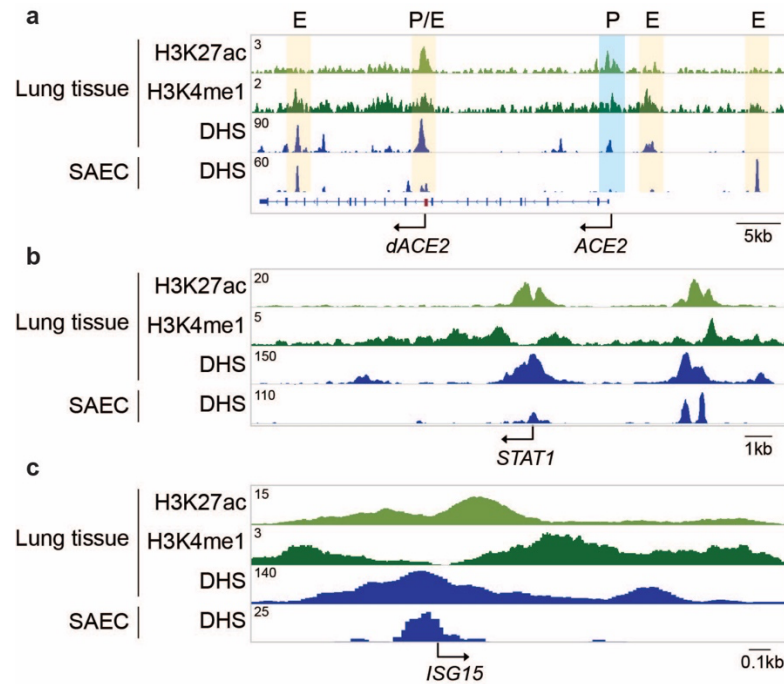 a
E P/E P E E
Lung tissue
H3K27ac 3
H3K4me1 2
DHS 90
SAEC DHS 60
dACE2 ACE2 5kb
b
Lung tissue
H3K27ac 20
H3K4me1 5
DHS 150
SAEC DHS 110
STAT1 1kb
c
Lung tissue
H3K27ac 15
H3K4me1 3
DHS 140
SAEC DHS 25
ISG15 0.1kb